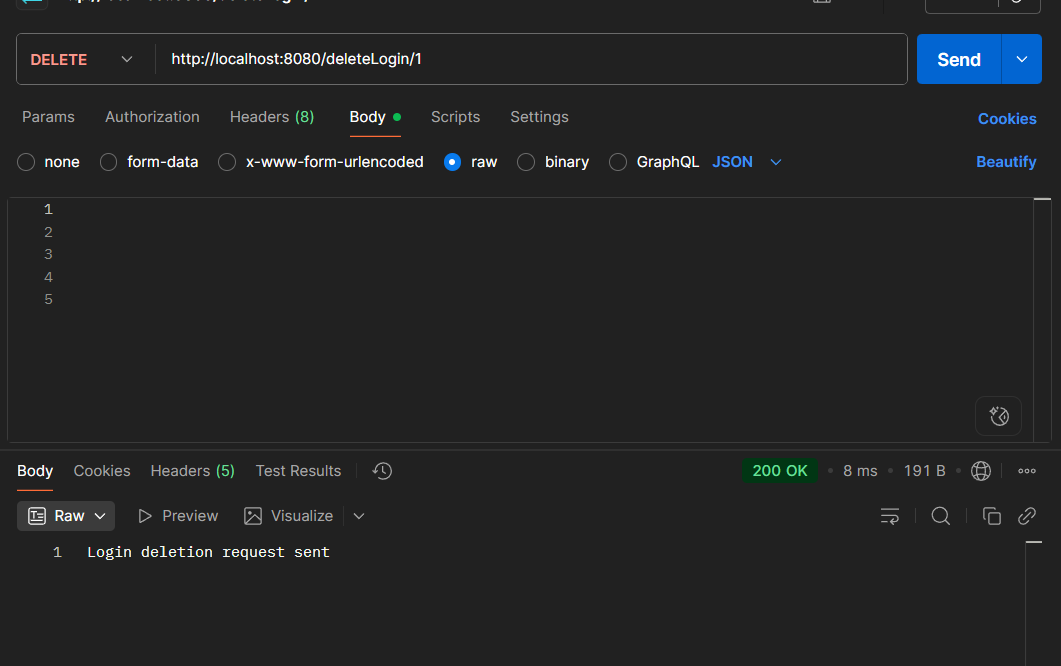 DELETE http://localhost:8080/deleteLogin/1 Send
Params Authorization Headers (8) Body Scripts Settings Cookies
none form-data x-www-form-urlencoded raw binary GraphQL JSON Beautify
1
2
3
4
5
Body Cookies Headers (5) Test Results 200 OK 8 ms 191 B
Raw Preview Visualize
1 Login deletion request sent